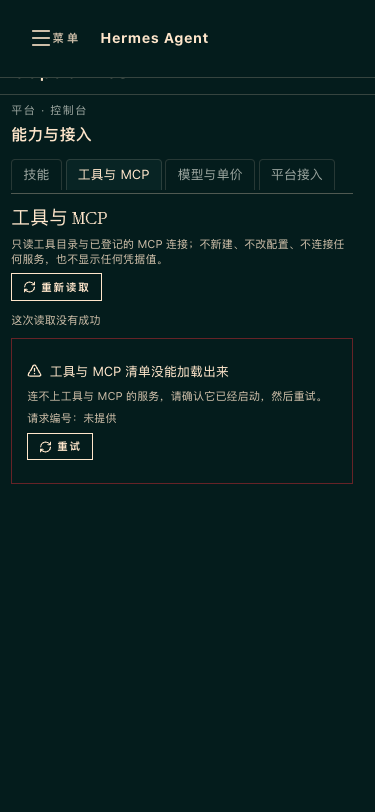 菜单
Hermes Agent
平台 · 控制台
能力与接入
技能
工具与 MCP
模型与单价
平台接入
工具与 MCP
只读工具目录与已登记的 MCP 连接；不新建、不改配置、不连接任
何服务，也不显示任何凭据值。
重新读取
这次读取没有成功
工具与 MCP 清单没能加载出来
连不上工具与 MCP 的服务，请确认它已经启动，然后重试。
请求编号：未提供
重试